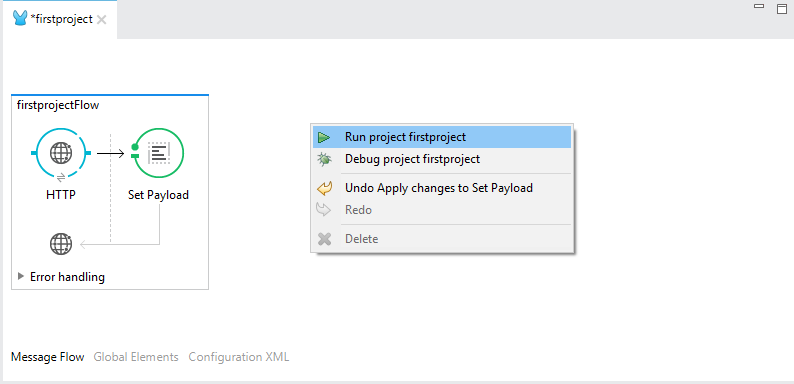 *firstproject
firstprojectFlow
HTTP
Set Payload
Error handling
Run project firstproject
Debug project firstproject
Undo Apply changes to Set Payload
Redo
Delete
Message Flow Global Elements Configuration XML